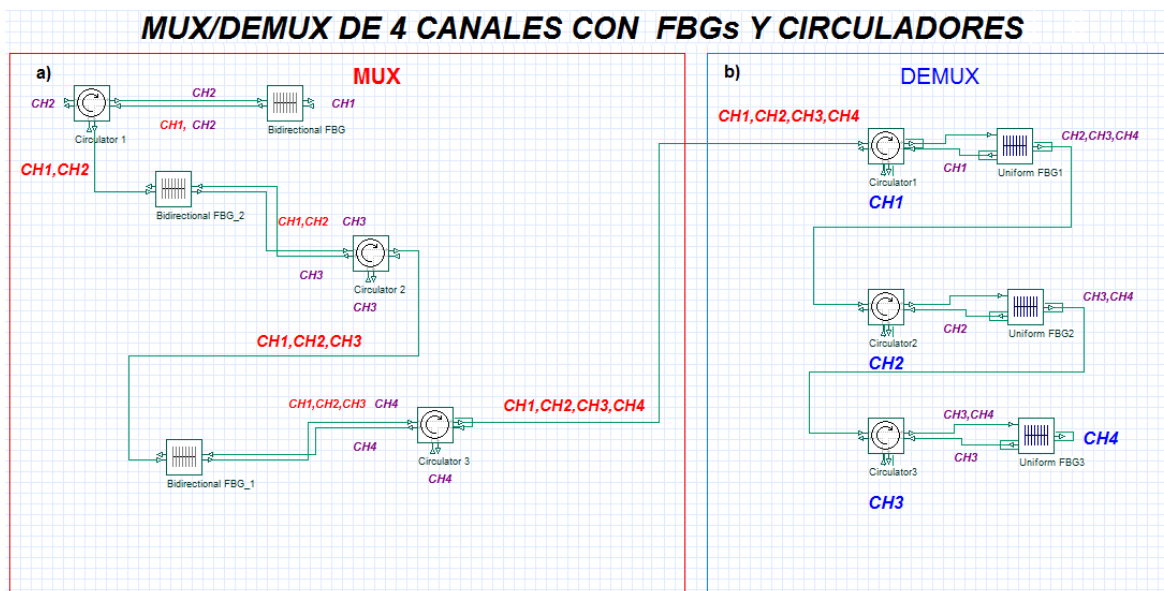 MUX/DEMUX DE 4 CANALES CON FBGs Y CIRCULADORES
a)
MUX
CH2
CH2
CH1
Bidirectional FBG
Circulator 1
CH1, CH2
CH1,CH2
Bidirectional FBG_2
CH1,CH2 CH3
CH3
Circulator 2
CH3
CH1,CH2,CH3
CH1,CH2,CH3 CH4
CH1,CH2,CH3,CH4
CH4
Circulator 3
CH4
Bidirectional FBG_1
b)
DEMUX
CH1,CH2,CH3,CH4
CH2,CH3,CH4
CH1
Uniform FBG1
Circulator1
CH1
CH3,CH4
CH2
Uniform FBG2
Circulator2
CH2
CH3,CH4
CH4
CH3
Uniform FBG3
Circulator3
CH3